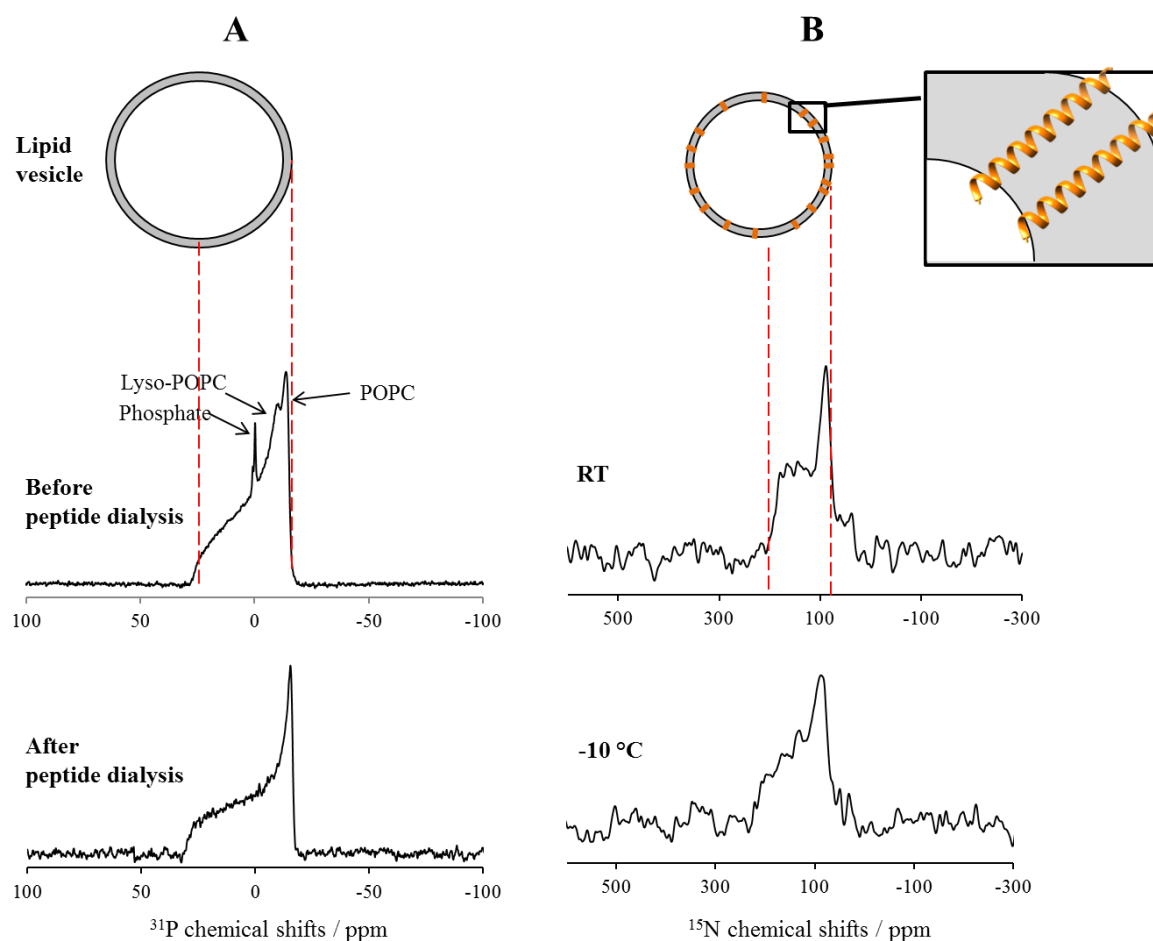 A
B
Lipid
vesicle
Lyso-POPC
Phosphate
POPC
Before
peptide dialysis
RT
100 50 0 -50 -100
500 300 100 -100 -300
After
peptide dialysis
-10 °C
100 50 0 -50 -100
500 300 100 -100 -300
³¹P chemical shifts / ppm
¹⁵N chemical shifts / ppm